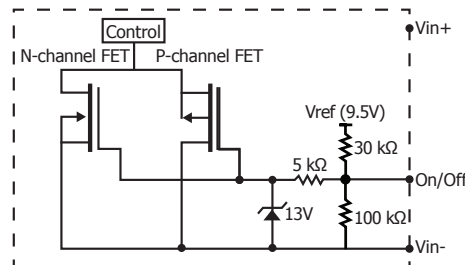 Control
N-channel FET
P-channel FET
Vin+
Vref (9.5V)
30 kΩ
5 kΩ
On/Off
13V
100 kΩ
Vin-